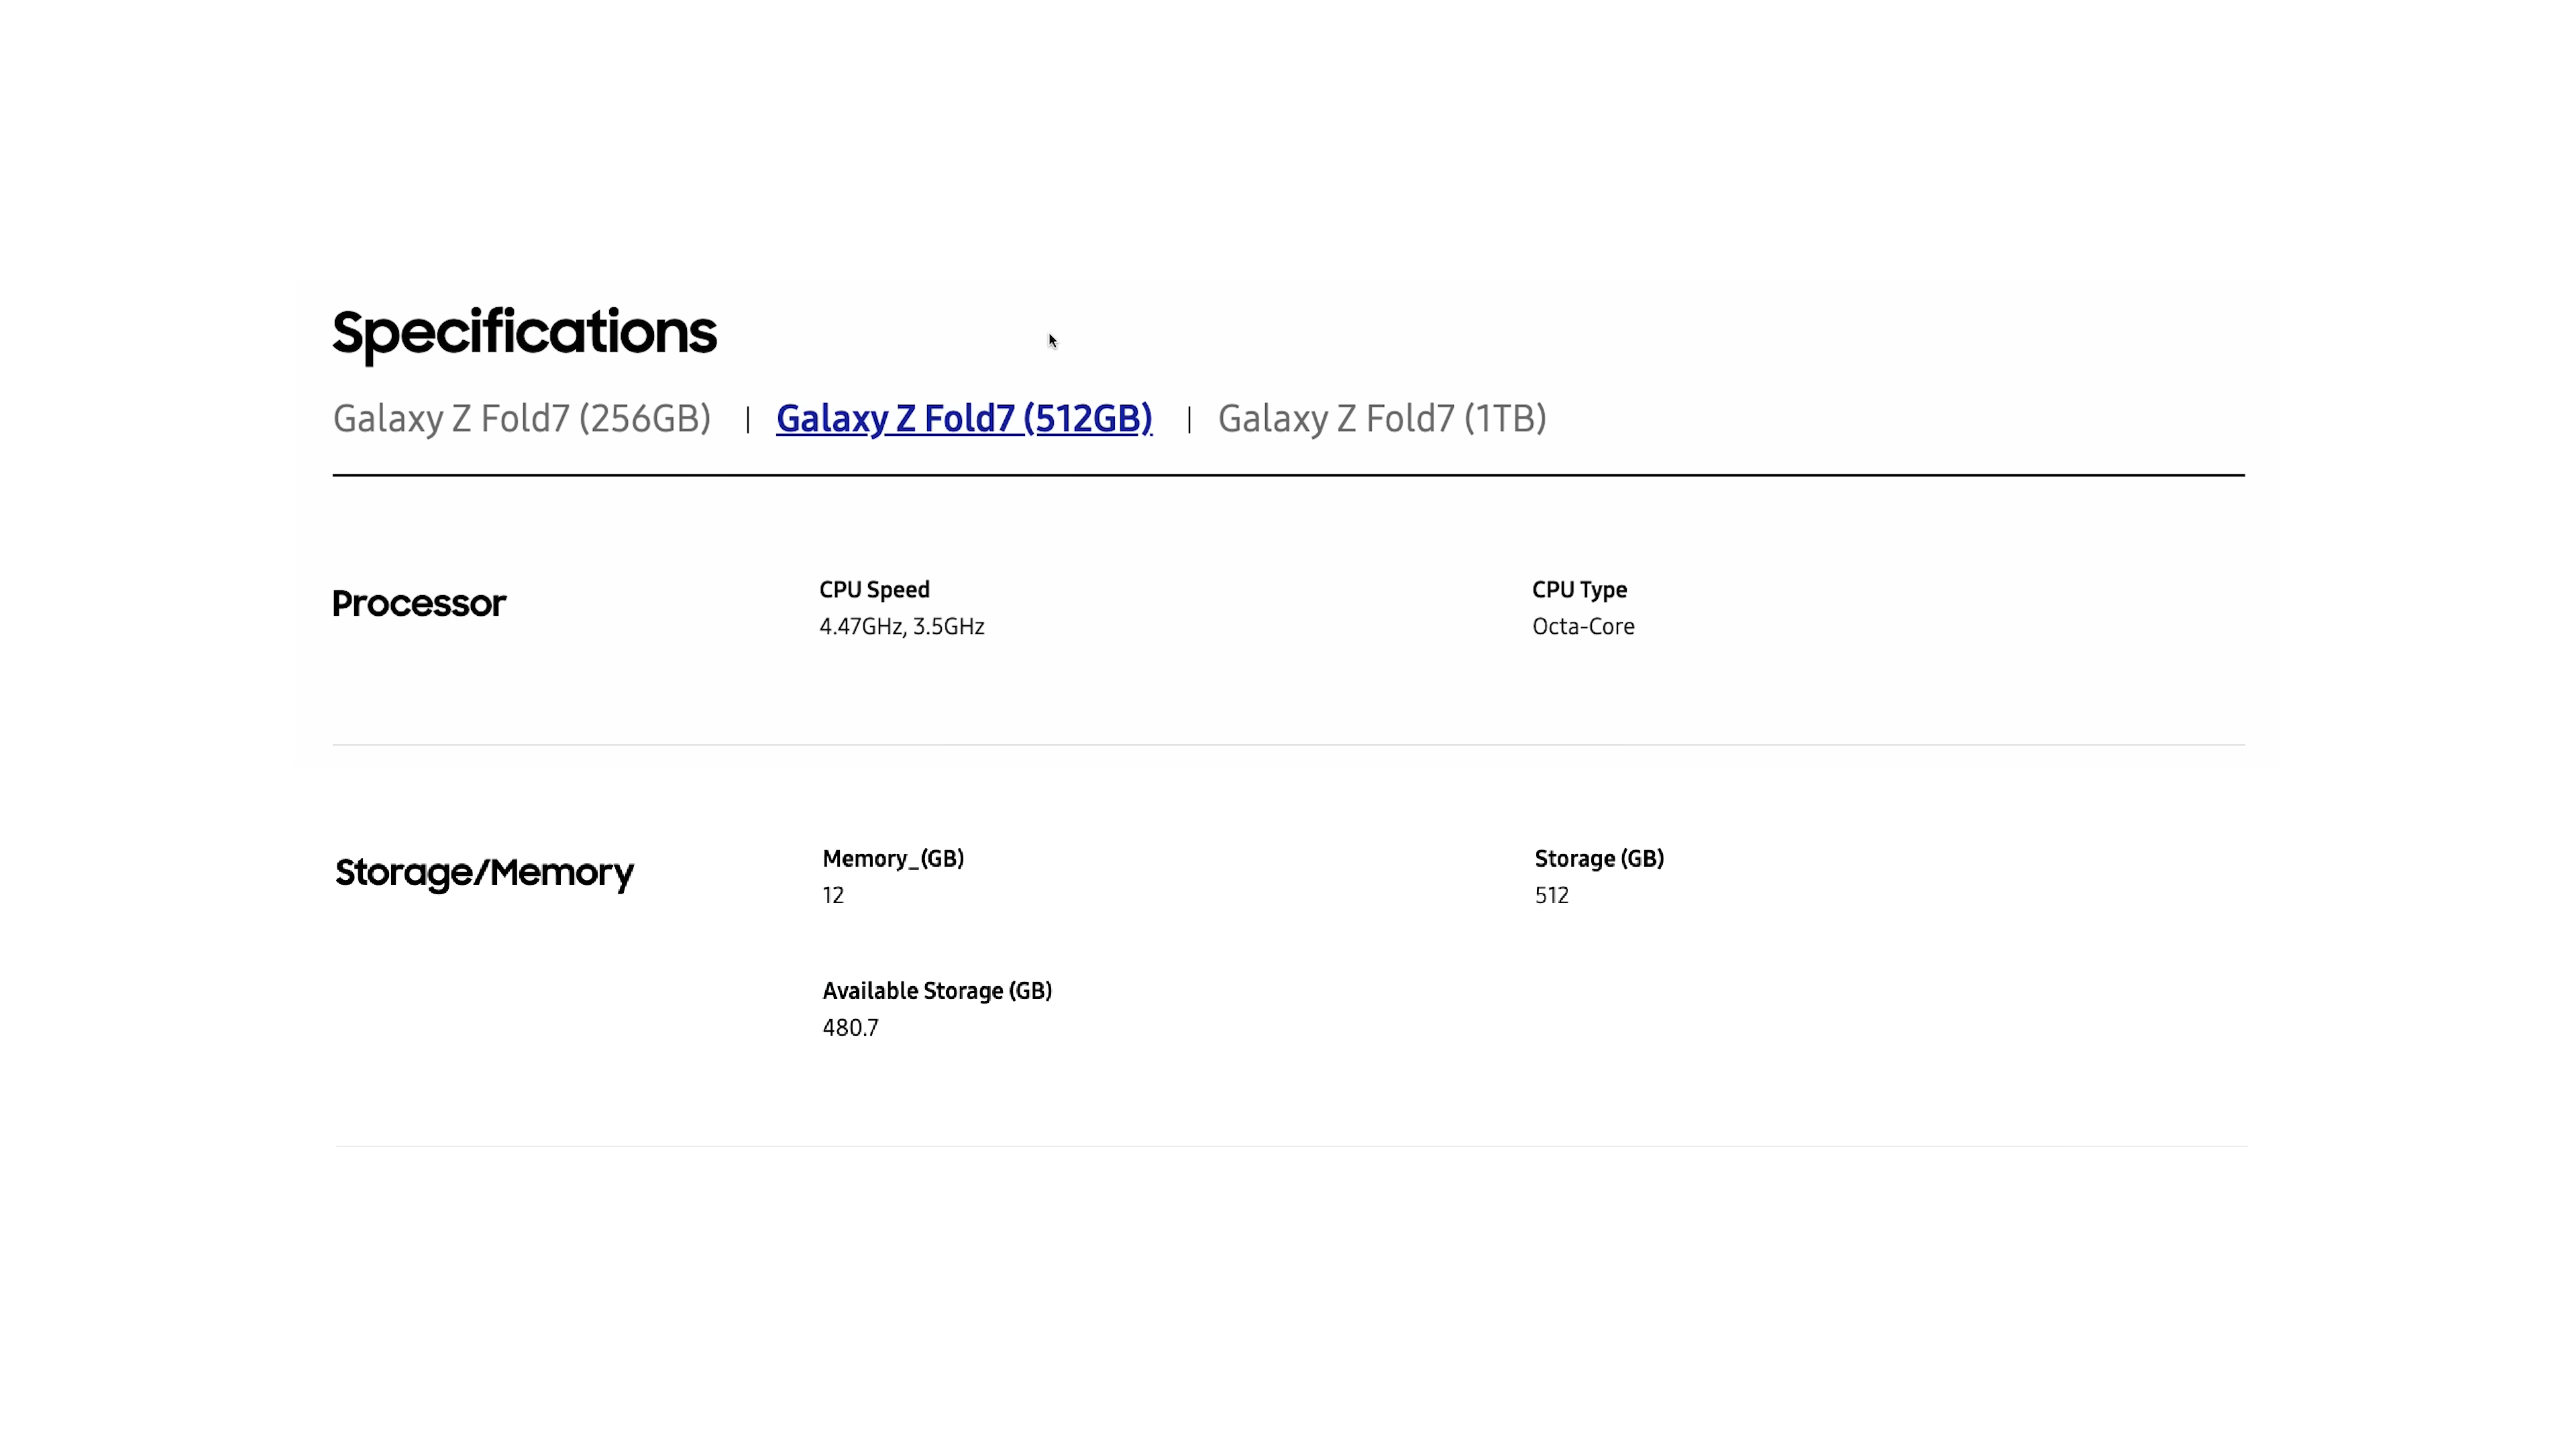 Specifications
Galaxy Z Fold7 (256GB) | Galaxy Z Fold7 (512GB) | Galaxy Z Fold7 (1TB)
Processor
CPU Speed
4.47GHz, 3.5GHz
CPU Type
Octa-Core
Storage/Memory
Memory_(GB)
12
Storage (GB)
512
Available Storage (GB)
480.7